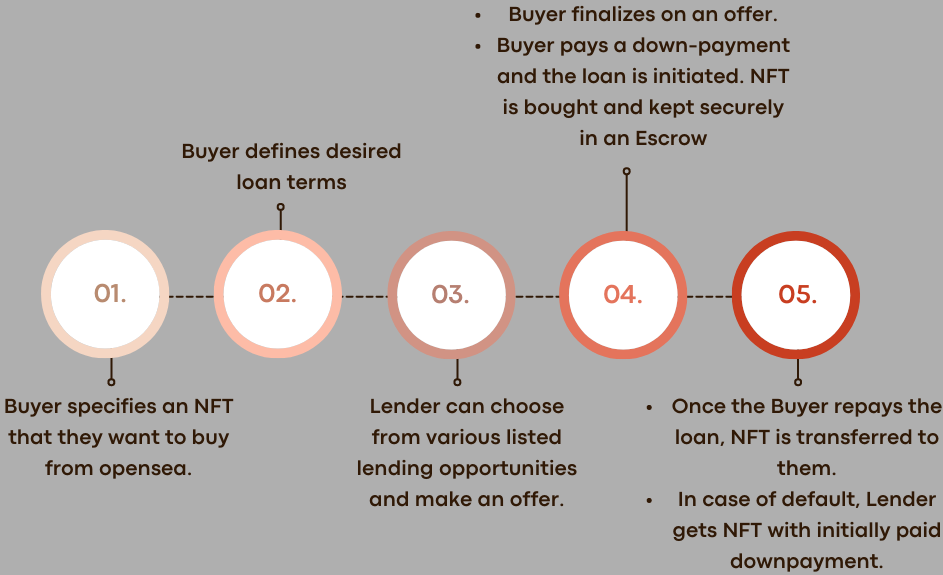 01.
Buyer specifies an NFT
that they want to buy
from opensea.
02.
Buyer defines desired
loan terms
03.
Lender can choose
from various listed
lending opportunities
and make an offer.
04.
• Buyer finalizes on an offer.
• Buyer pays a down-payment
and the loan is initiated. NFT
is bought and kept securely
in an Escrow
05.
• Once the Buyer repays the
loan, NFT is transferred to
them.
• In case of default, Lender
gets NFT with initially paid
downpayment.